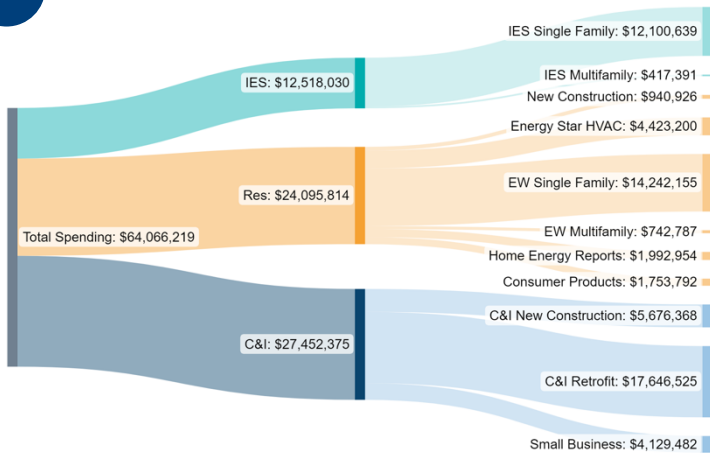 IES Single Family: $12,100,639
IES: $12,518,030
IES Multifamily: $417,391
New Construction: $940,926
Energy Star HVAC: $4,423,200
Res: $24,095,814
EW Single Family: $14,242,155
Total Spending: $64,066,219
EW Multifamily: $742,787
Home Energy Reports: $1,992,954
Consumer Products: $1,753,792
C&I: $27,452,375
C&I New Construction: $5,676,368
C&I Retrofit: $17,646,525
Small Business: $4,129,482